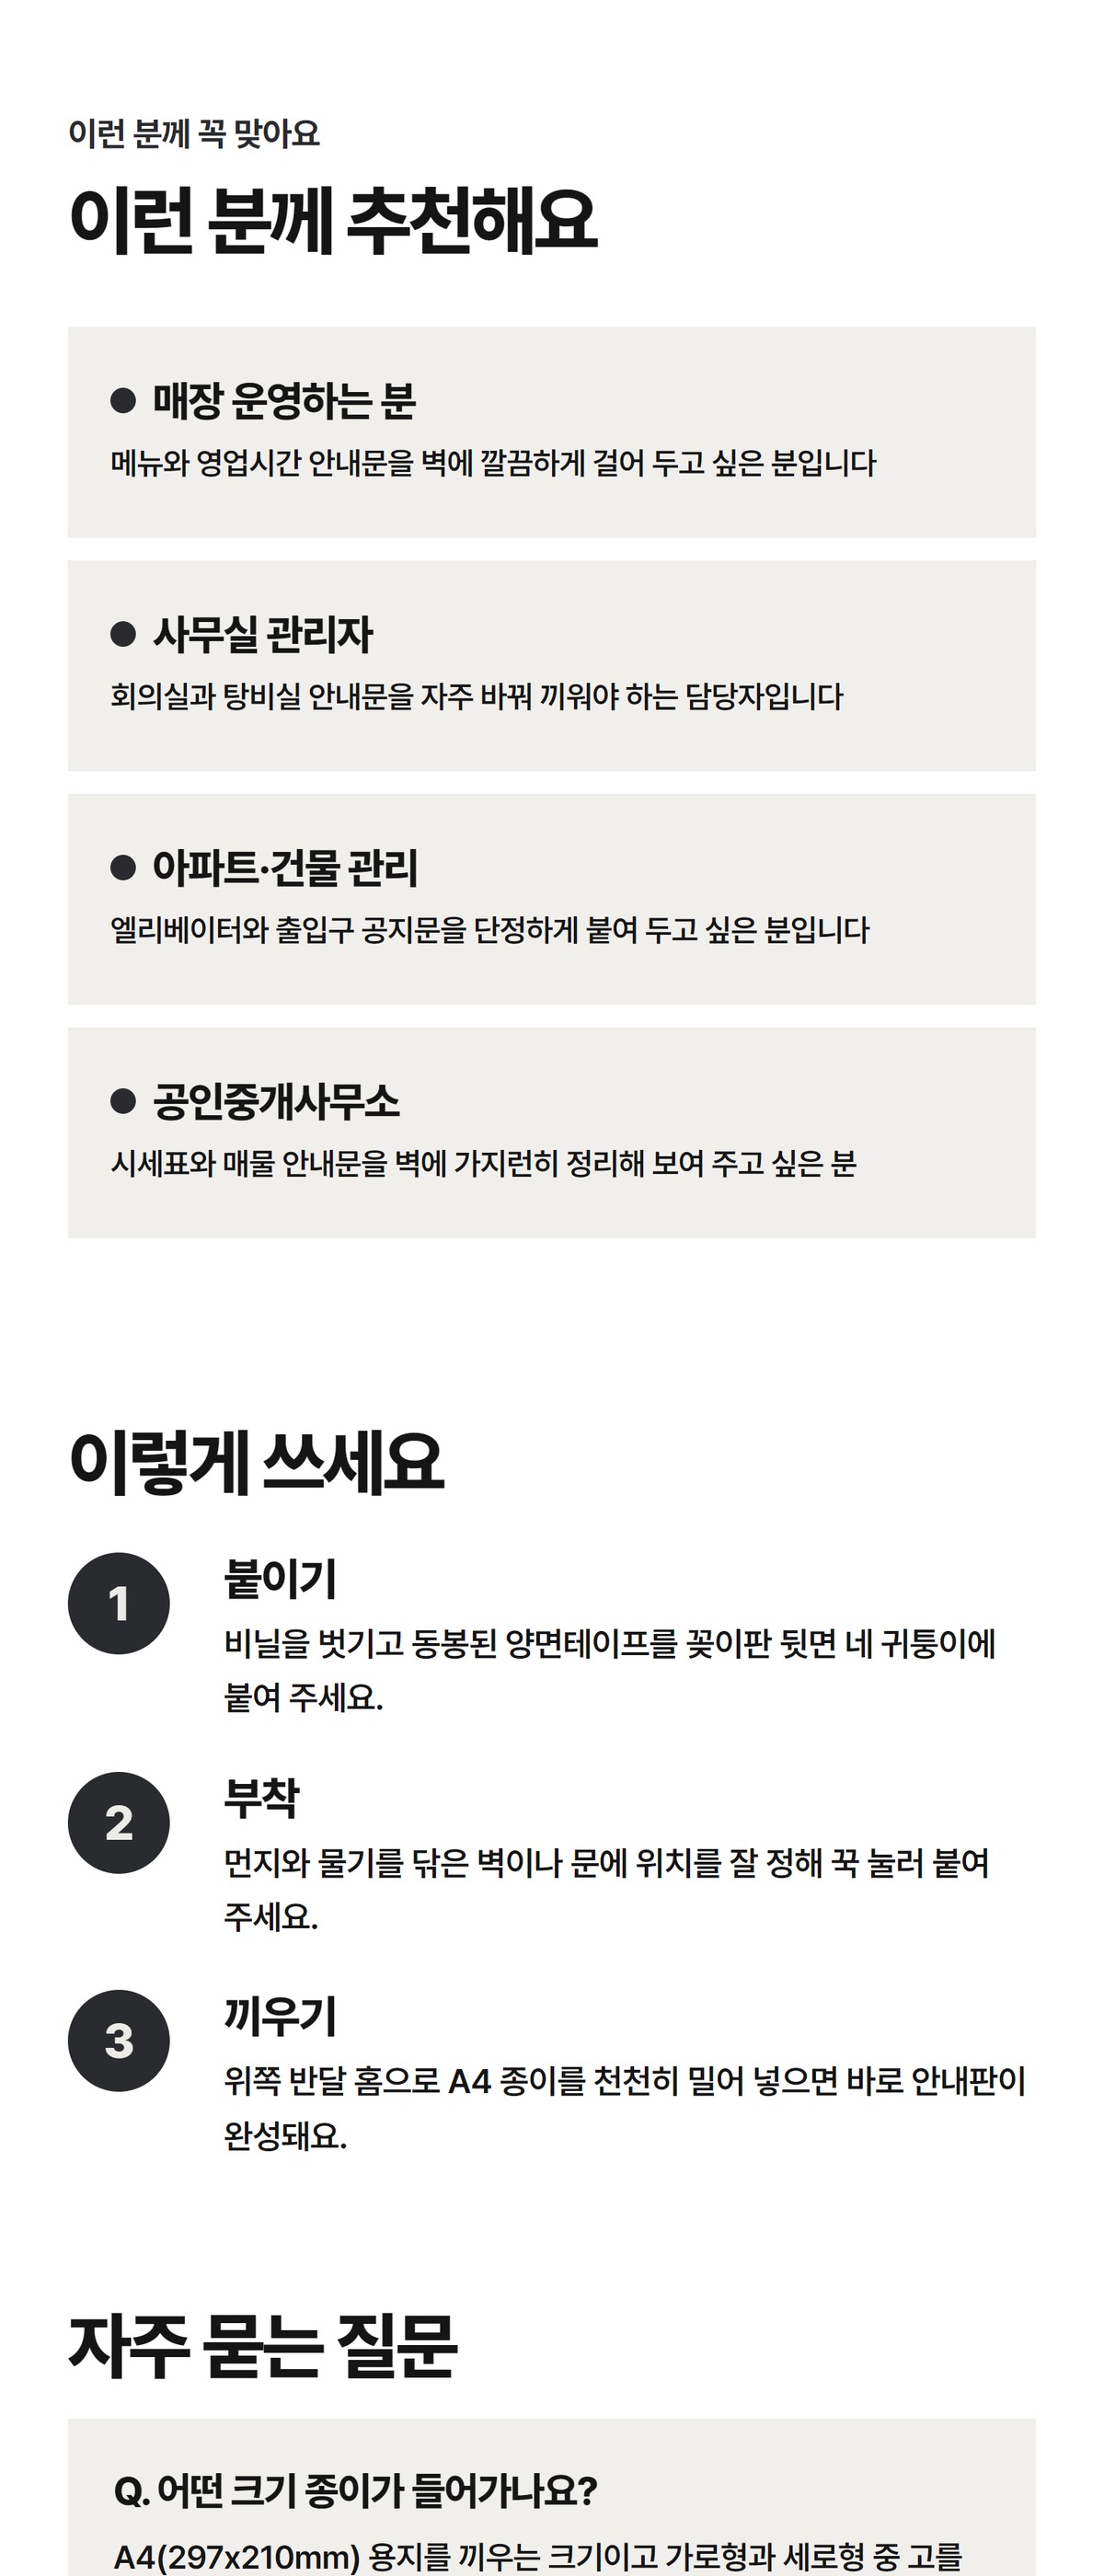 이런 분께 꼭 맞아요
이런 분께 추천해요
매장 운영하는 분
메뉴와 영업시간 안내문을 벽에 깔끔하게 걸어 두고 싶은 분입니다
사무실 관리자
회의실과 탕비실 안내문을 자주 바꿔 끼워야 하는 담당자입니다
아파트·건물 관리
엘리베이터와 출입구 공지문을 단정하게 붙여 두고 싶은 분입니다
공인중개사무소
시세표와 매물 안내문을 벽에 가지런히 정리해 보여 주고 싶은 분
이렇게 쓰세요
1
붙이기
비닐을 벗기고 동봉된 양면테이프를 꽂이판 뒷면 네 귀퉁이에
붙여 주세요.
2
부착
먼지와 물기를 닦은 벽이나 문에 위치를 잘 정해 꾹 눌러 붙여
주세요.
3
끼우기
위쪽 반달 홈으로 A4 종이를 천천히 밀어 넣으면 바로 안내판이
완성돼요.
자주 묻는 질문
Q. 어떤 크기 종이가 들어가나요?
A4(297x210mm) 용지를 끼우는 크기이고 가로형과 세로형 중 고를